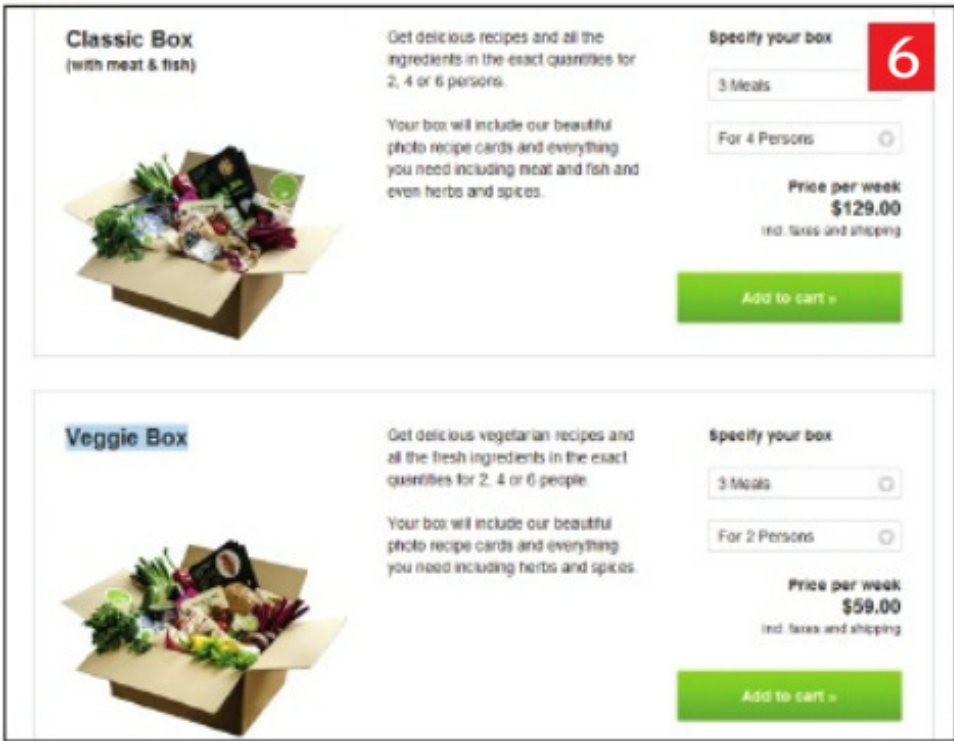 Classic Box
(with meat & fish)
Get delicious recipes and all the
ingredients in the exact quantities for
2, 4 or 6 persons.
Your box will include our beautiful
photo recipe cards and everything
you need including meat and fish and
even herbs and spices.
Specify your box
6
3 Meals
For 4 Persons
Price per week
$129.00
incl. taxes and shipping
Add to cart »
Veggie Box
Get delicious vegetarian recipes and
all the fresh ingredients in the exact
quantities for 2, 4 or 6 people.
Your box will include our beautiful
photo recipe cards and everything
you need including herbs and spices.
Specify your box
3 Meals
For 2 Persons
Price per week
$59.00
incl. taxes and shipping
Add to cart »